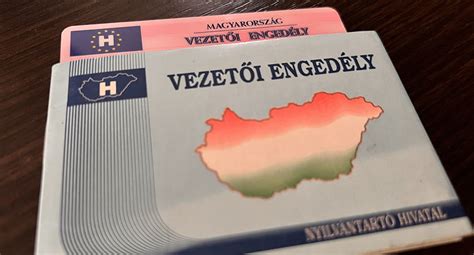 MAGYARORSZÁG
H
VEZETŐI ENGEDÉLY
H
VEZETŐI ENGEDÉLY
NYILVÁNTARTÓ HIVATAL